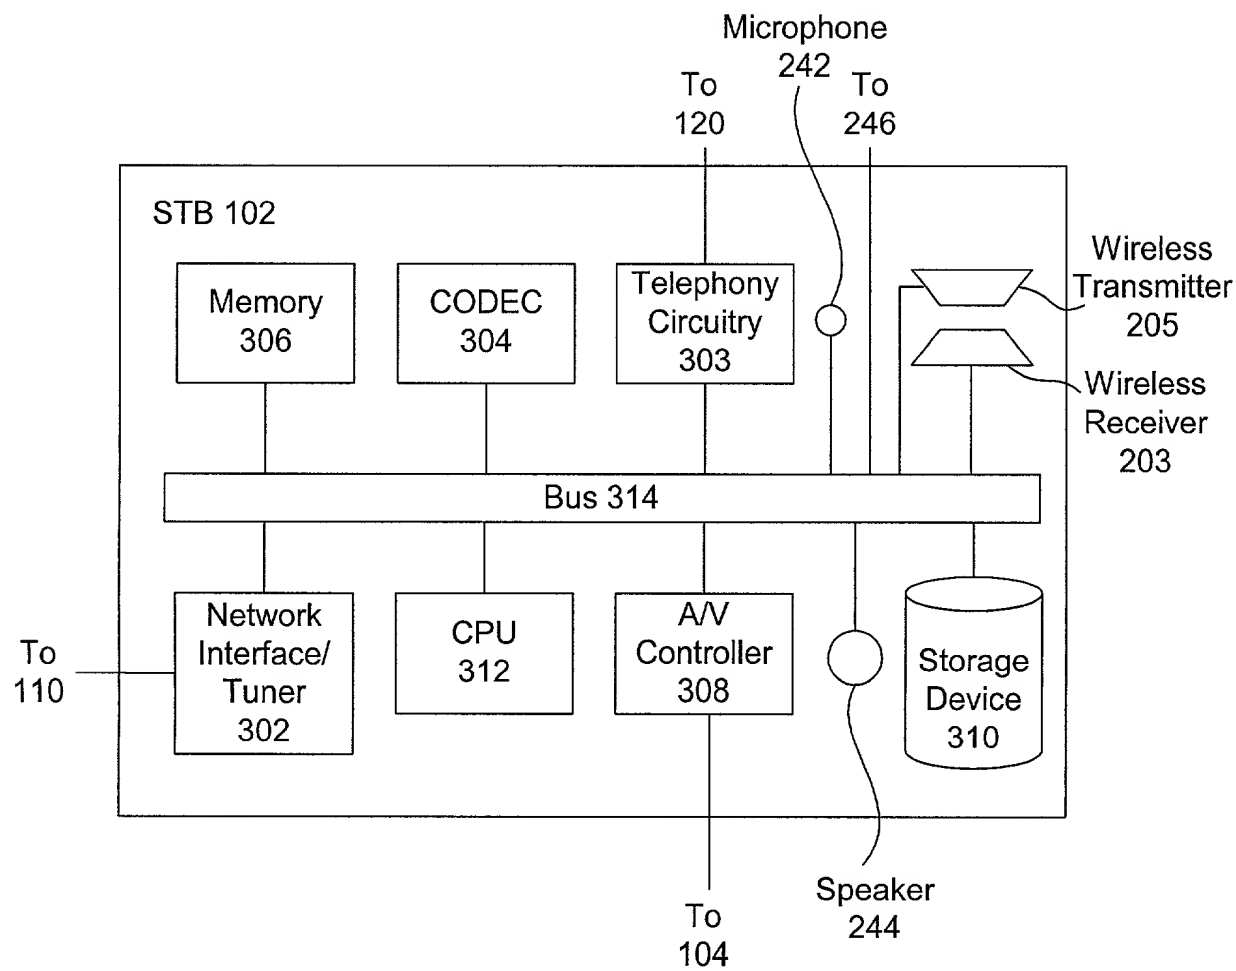 Microphone
242
To
120
To
246
STB 102
Memory
306
CODEC
304
Telephony
Circuitry
303
Wireless
Transmitter
205
Wireless
Receiver
203
Bus 314
To
110
Network
Interface/
Tuner
302
CPU
312
A/V
Controller
308
Storage
Device
310
Speaker
244
To
104